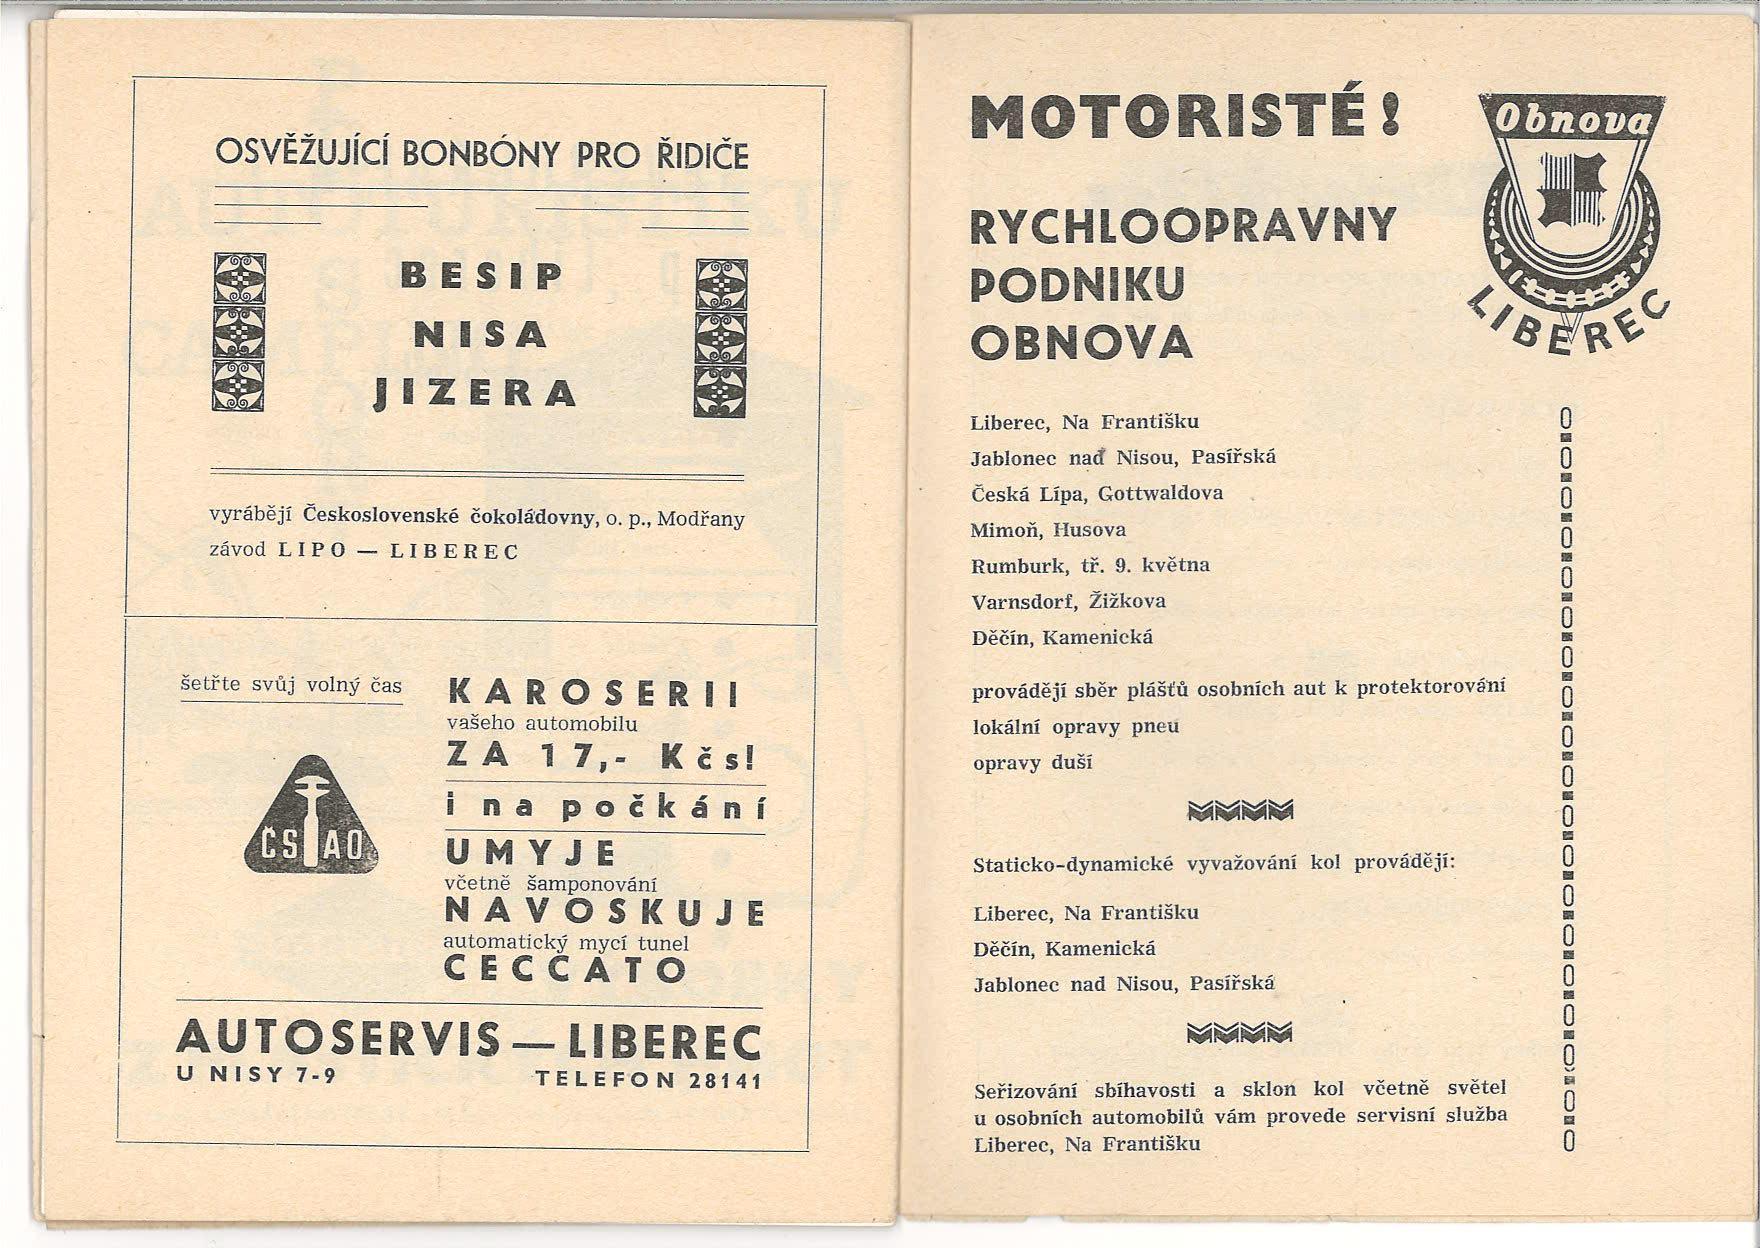 OSVĚŽUJÍCÍ BONBÓNY PRO ŘIDIČE
BESIP
NISA
JIZERA
vyrábějí Československé čokoládovny, o. p., Modřany
závod LIPO — LIBEREC
šetřte svůj volný čas
ČSAO
KAROSERII
vašeho automobilu
ZA 17,- Kčs!
i na počkání
UMYJE
včetně šamponování
NAVOSKUJE
automatický mycí tunel
CECCATO
AUTOSERVIS — LIBEREC
U NISY 7-9 TELEFON 28141
MOTORISTÉ!
RYCHLOOPRAVNY
PODNIKU
OBNOVA
Obnova
LIBEREC
Liberec, Na Františku
Jablonec nad Nisou, Pasířská
Česká Lípa, Gottwaldova
Mimoň, Husova
Rumburk, tř. 9. května
Varnsdorf, Žižkova
Děčín, Kamenická
provádějí sběr plášťů osobních aut k protektorování
lokální opravy pneu
opravy duší
Staticko-dynamické vyvažování kol provádějí:
Liberec, Na Františku
Děčín, Kamenická
Jablonec nad Nisou, Pasířská
Seřizování sbíhavosti a sklon kol včetně světel
u osobních automobilů vám provede servisní služba
Liberec, Na Františku